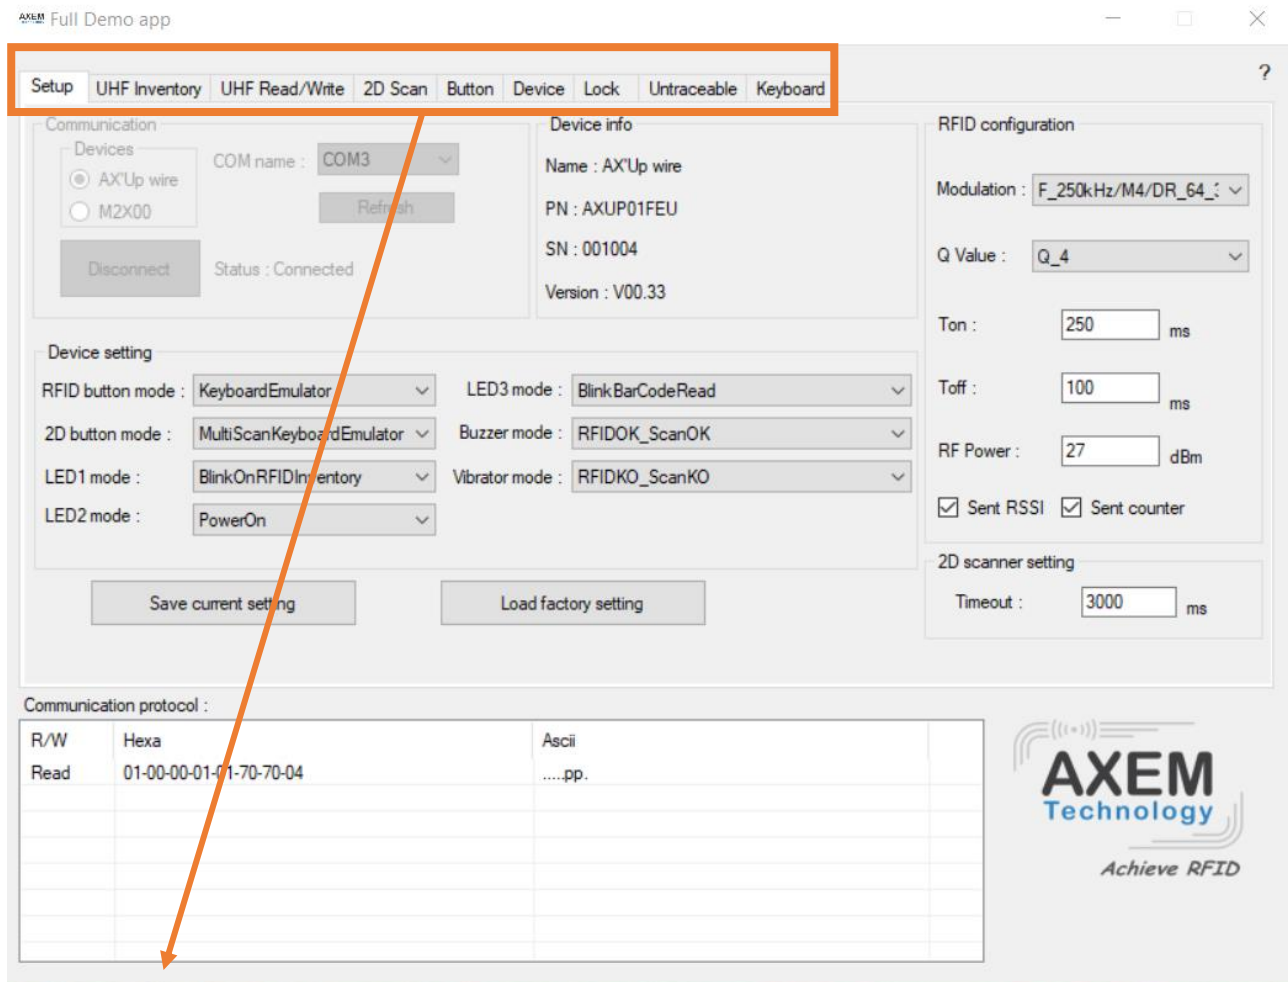 AXEM Technology Full Demo app
?
Setup UHF Inventory UHF Read/Write 2D Scan Button Device Lock Untraceable Keyboard
Communication
Devices
AX'Up wire
M2X00
COM name : COM3
Refresh
Disconnect Status : Connected
Device info
Name : AX'Up wire
PN : AXUP01FEU
SN : 001004
Version : V00.33
RFID configuration
Modulation : F_250kHz/M4/DR_64_
Q Value : Q_4
Ton : 250 ms
Toff : 100 ms
RF Power : 27 dBm
Sent RSSI Sent counter
Device setting
RFID button mode : KeyboardEmulator
2D button mode : MultiScanKeyboardEmulator
LED1 mode : BlinkOnRFIDInventory
LED2 mode : PowerOn
LED3 mode : BlinkBarCodeRead
Buzzer mode : RFIDOK_ScanOK
Vibrator mode : RFIDKO_ScanKO
2D scanner setting
Timeout : 3000 ms
Save current setting Load factory setting
Communication protocol :
R/W Hexa Ascii
Read 01-00-00-01-01-70-70-04 .....pp.
AXEM
Technology
Achieve RFID